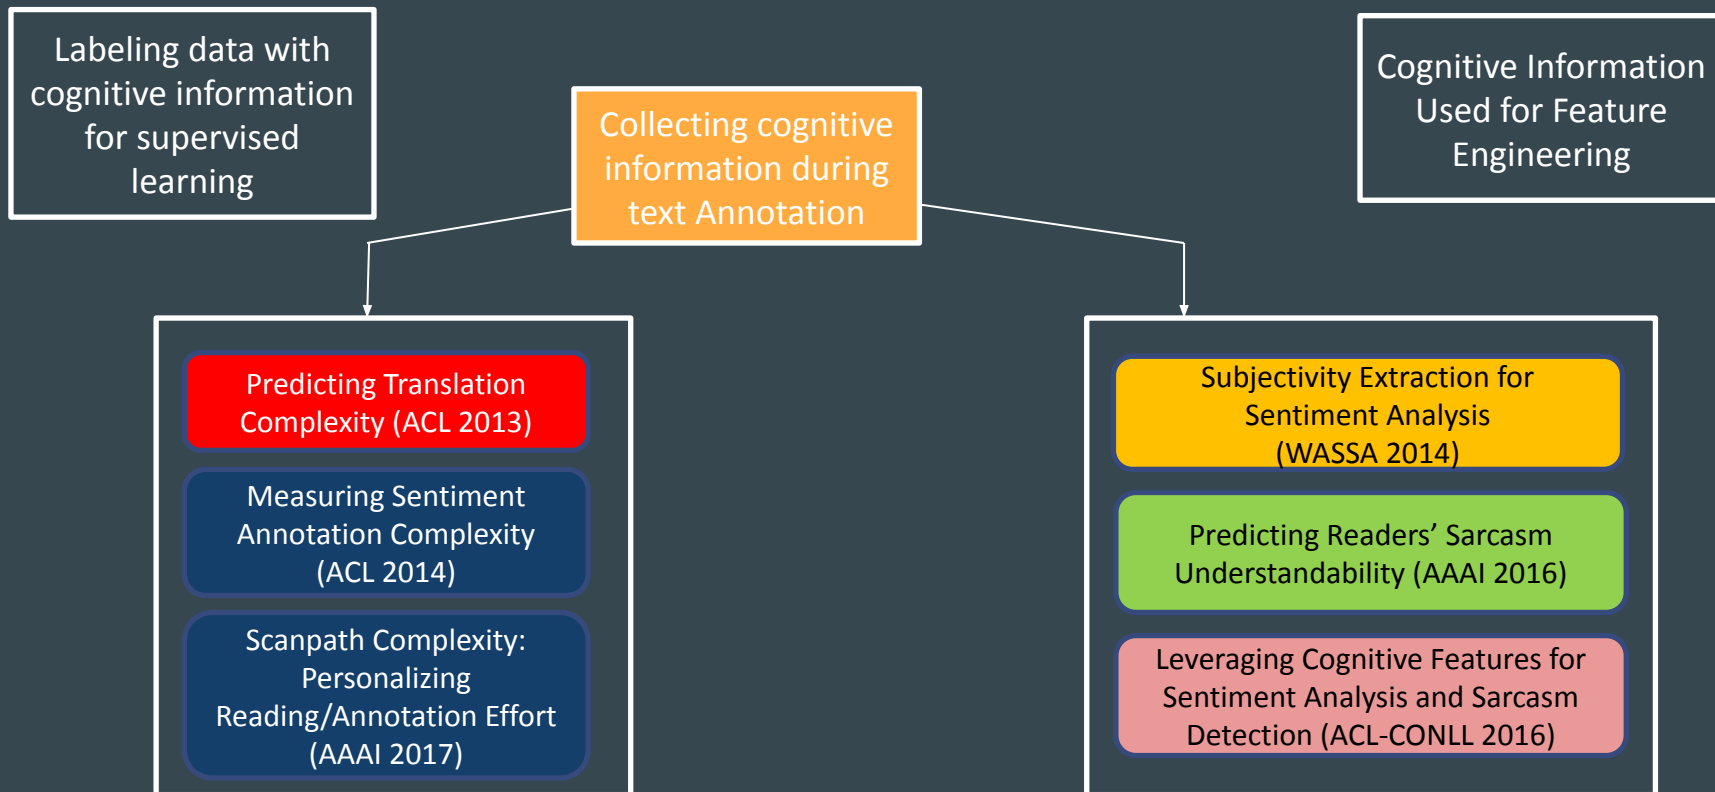 Labeling data with
cognitive information
for supervised
learning
Collecting cognitive
information during
text Annotation
Cognitive Information
Used for Feature
Engineering
Predicting Translation
Complexity (ACL 2013)
Measuring Sentiment
Annotation Complexity
(ACL 2014)
Scanpath Complexity:
Personalizing
Reading/Annotation Effort
(AAAI 2017)
Subjectivity Extraction for
Sentiment Analysis
(WASSA 2014)
Predicting Readers’ Sarcasm
Understandability (AAAI 2016)
Leveraging Cognitive Features for
Sentiment Analysis and Sarcasm
Detection (ACL-CONLL 2016)